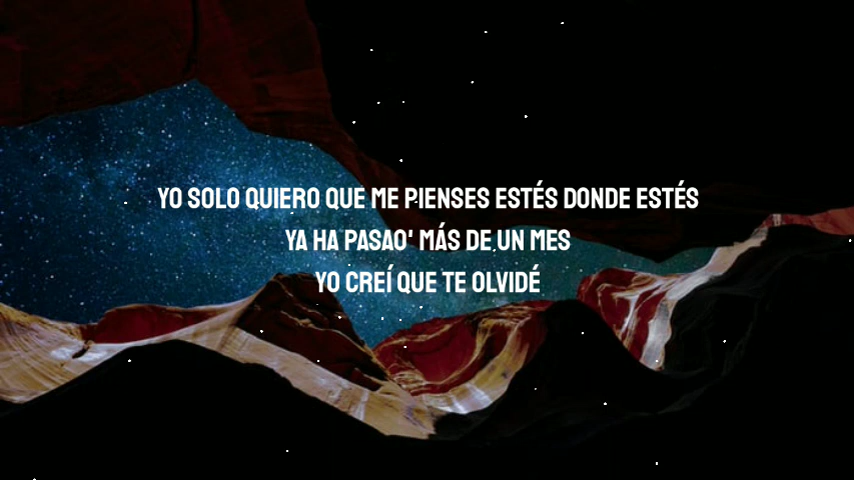 YO SOLO QUIERO QUE ME PIENSES ESTÉS DONDE ESTÉS
YA HA PASAO' MÁS DE UN MES
YO CREÍ QUE TE OLVIDÉ